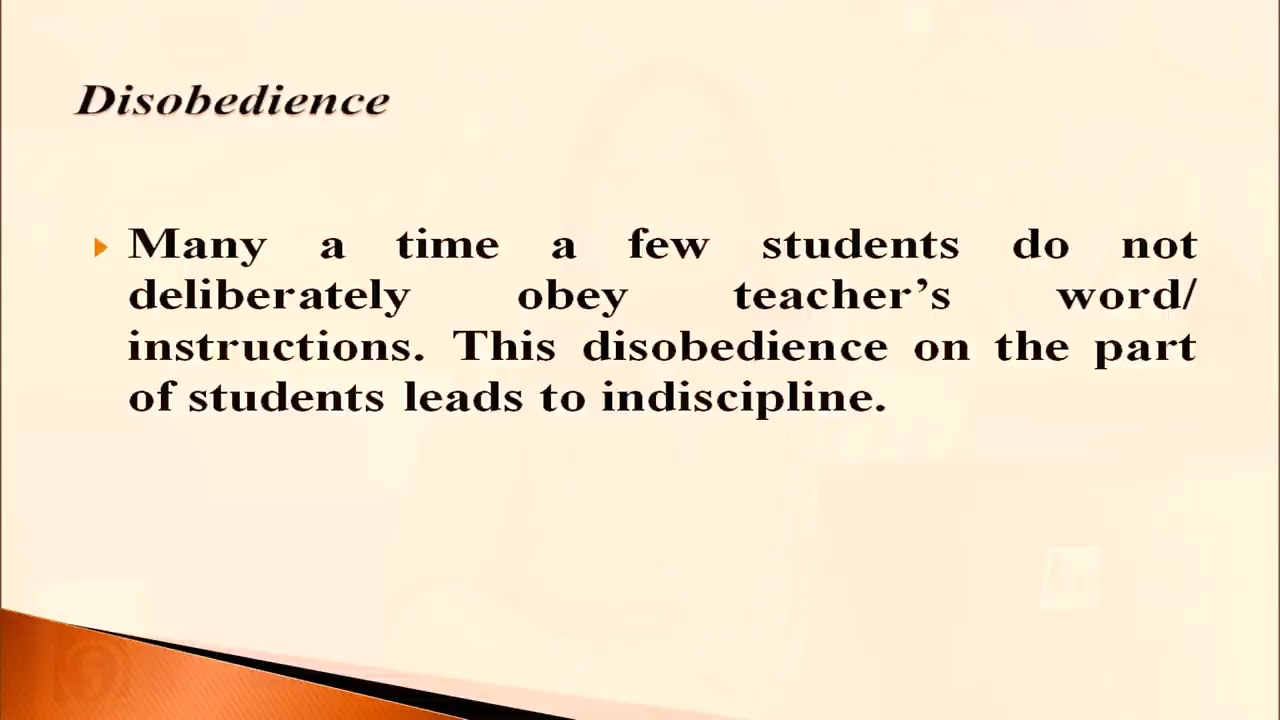 Disobedience
Many a time a few students do not
deliberately obey teacher’s word/
instructions. This disobedience on the part
of students leads to indiscipline.